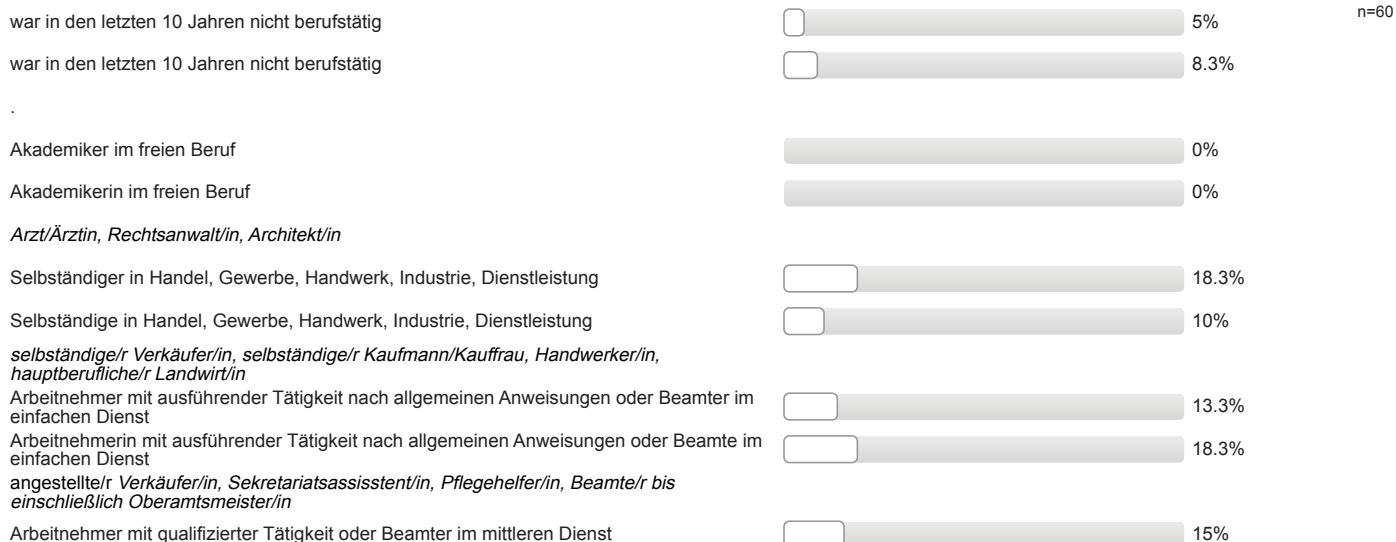 war in den letzten 10 Jahren nicht berufstätig 5% n=60
war in den letzten 10 Jahren nicht berufstätig 8.3%
.
Akademiker im freien Beruf 0%
Akademikerin im freien Beruf 0%
Arzt/Ärztin, Rechtsanwalt/in, Architekt/in
Selbständiger in Handel, Gewerbe, Handwerk, Industrie, Dienstleistung 18.3%
Selbständige in Handel, Gewerbe, Handwerk, Industrie, Dienstleistung 10%
selbständige/r Verkäufer/in, selbständige/r Kaufmann/Kauffrau, Handwerker/in,
hauptberufliche/r Landwirt/in
Arbeitnehmer mit ausführender Tätigkeit nach allgemeinen Anweisungen oder Beamter im
einfachen Dienst 13.3%
Arbeitnehmerin mit ausführender Tätigkeit nach allgemeinen Anweisungen oder Beamte im
einfachen Dienst 18.3%
angestellte/r Verkäufer/in, Sekretariatsassisstent/in, Pflegehelfer/in, Beamte/r bis
einschließlich Oberamtsmeister/in
Arbeitnehmer mit qualifizierter Tätigkeit oder Beamter im mittleren Dienst 15%